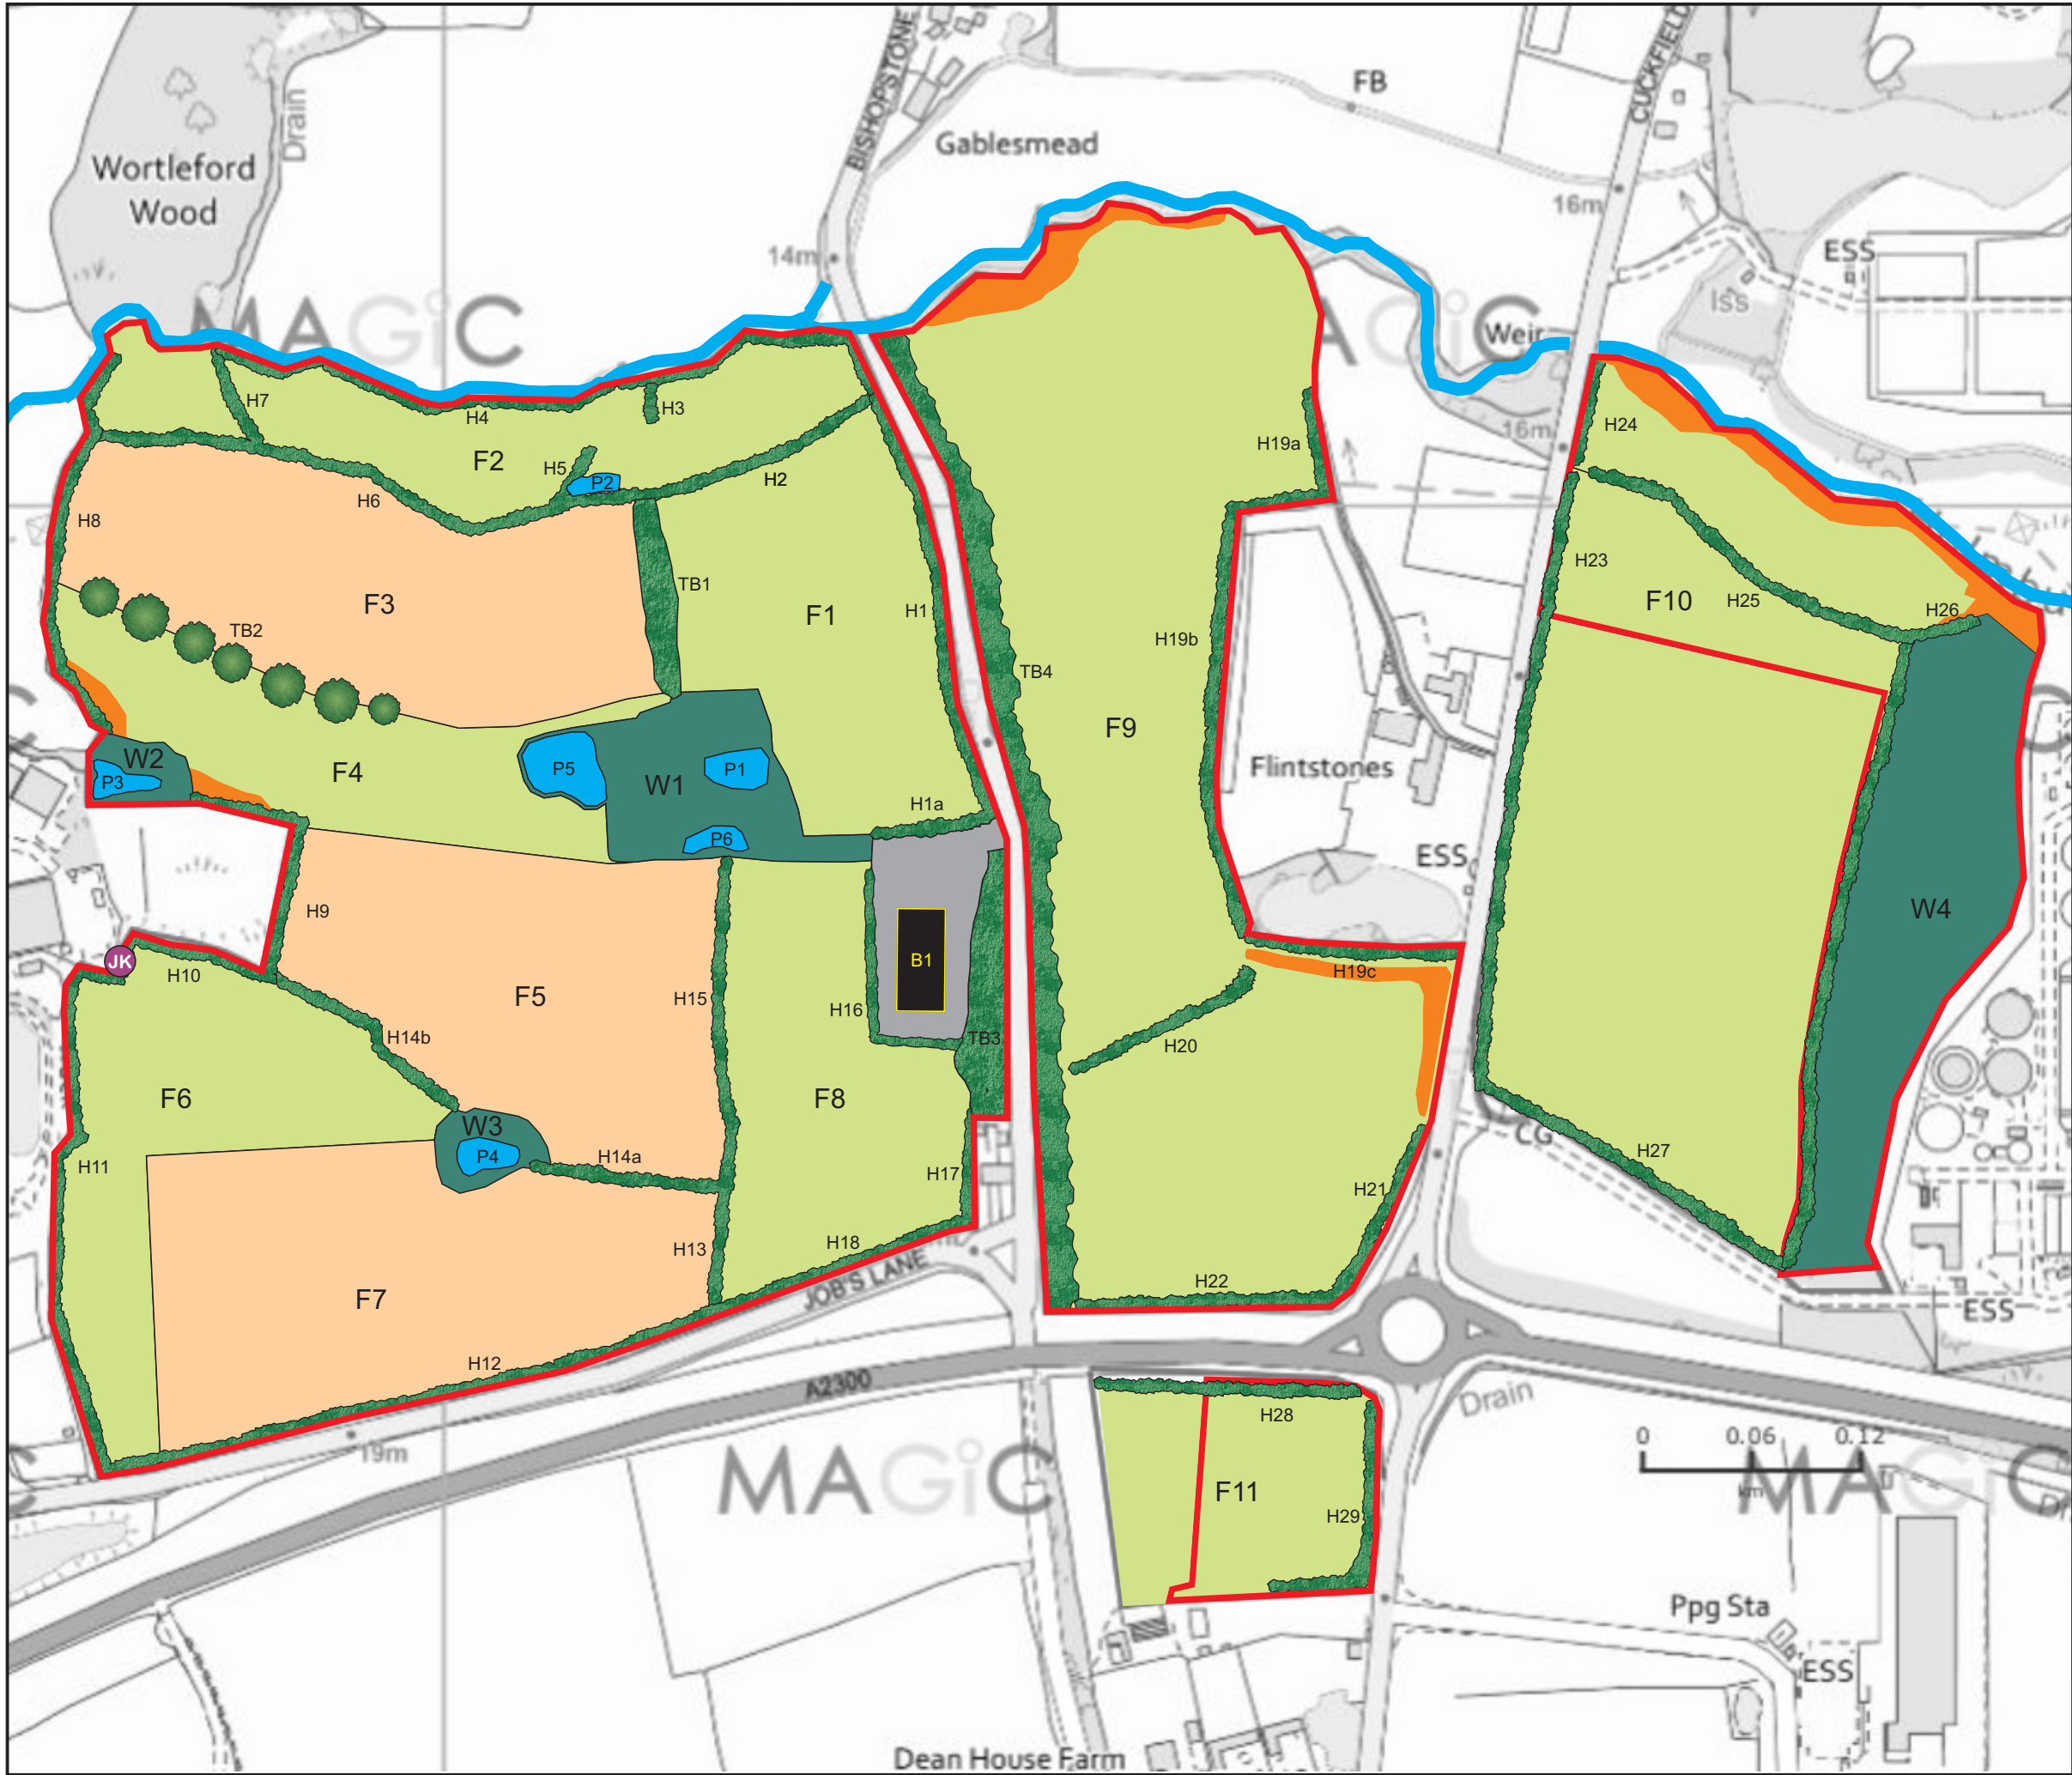 BISHOPSTONE
CUCKFIELD
FB
Drain
Gablesmead
Wortleford
Wood
16m
14m
ESS
MAGiC
Iss
Weir
H7
H3
H4
H24
16m
H19a
F2
H5
P2
H2
H6
H8
H23
TB1
F3
F1
H1
F10
H25
H26
TB2
H19b
TB4
F9
W2
P3
F4
P5
W1
P1
Flintstones
H1a
P6
ESS
H9
W4
JK
H10
B1
H19c
F5
H15
H16
H14b
TB3
H20
F6
F8
W3
CG
P4
H14a
H27
H11
H17
H21
H13
H18
H22
F7
JOB'S LANE
ESS
H12
A2300
Drain
H28
19m
0 0.06 0.12
km
MAGiC
F11
MAGiC
H29
Ppg Sta
ESS
Dean House Farm